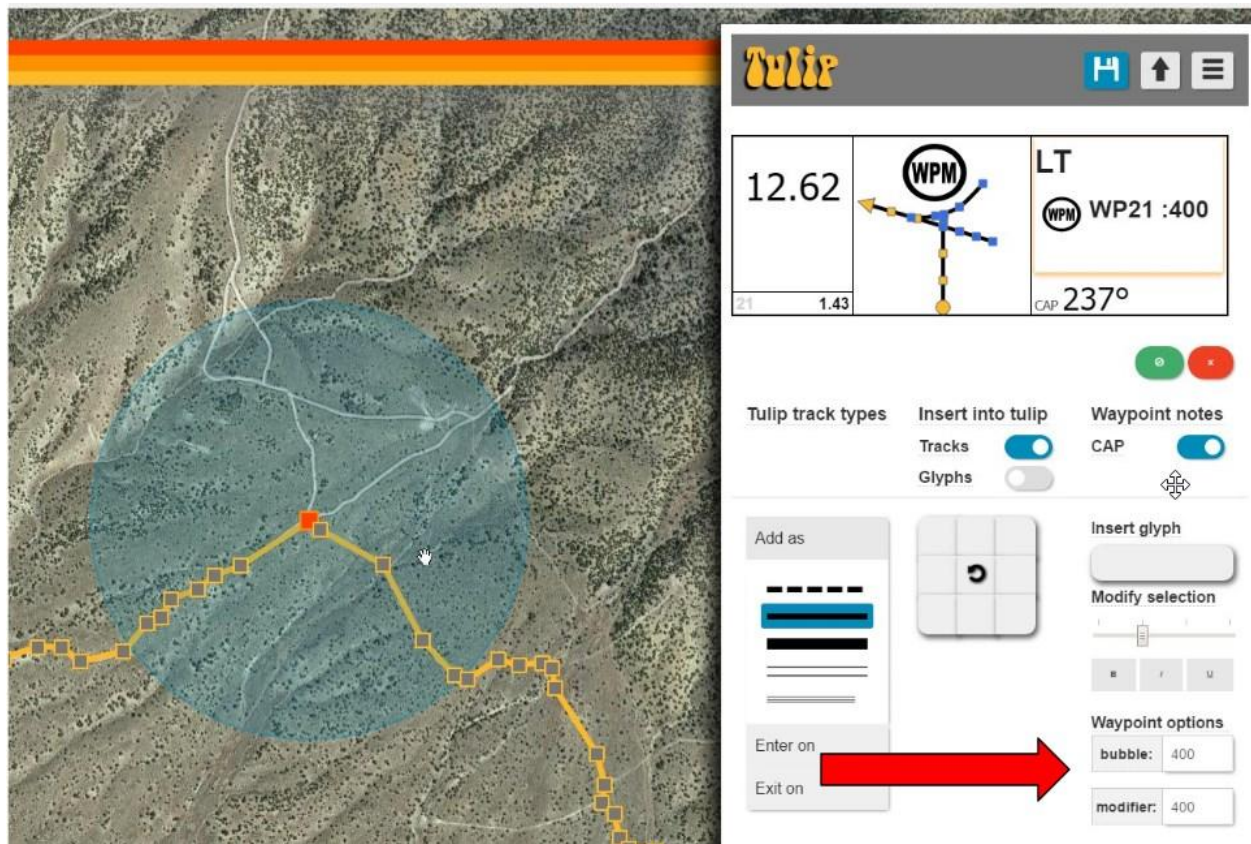 Tulip
12.62
WPM
LT
WPM WP21 :400
21 1.43
CAP 237°
Tulip track types
Insert into tulip
Waypoint notes
Tracks
CAP
Glyphs
Add as
Insert glyph
Modify selection
B I U
Waypoint options
Enter on
bubble: 400
Exit on
modifier: 400